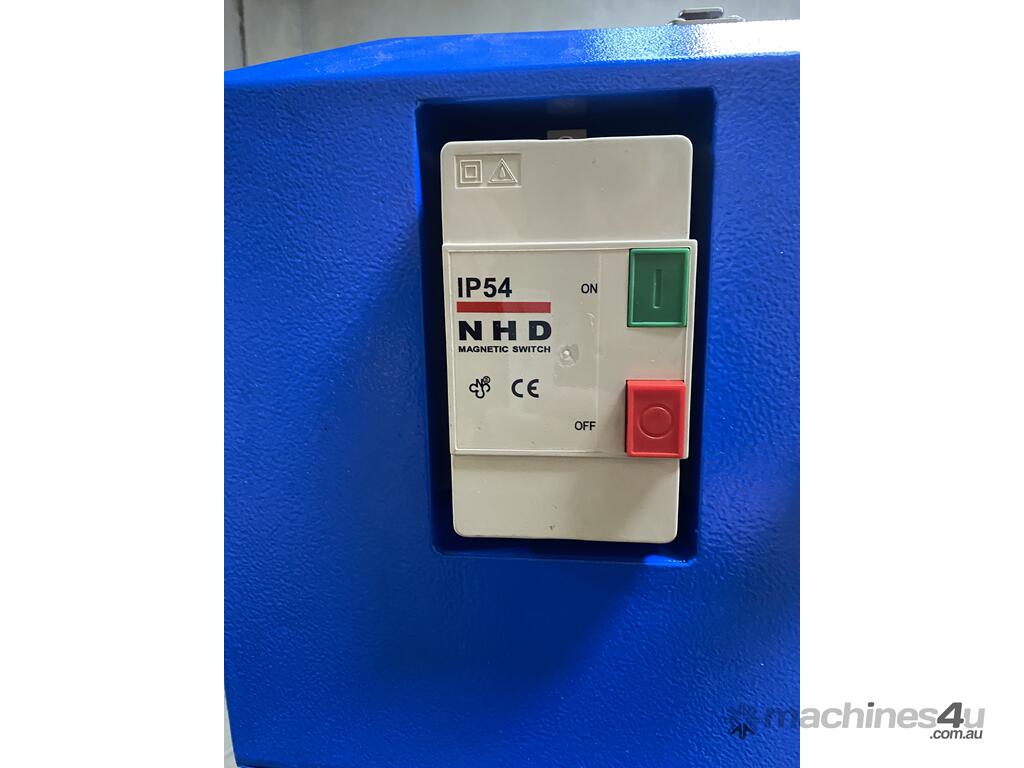 IP54
ON
NHD
MAGNETIC SWITCH
CE
OFF
machines4u
.com.au